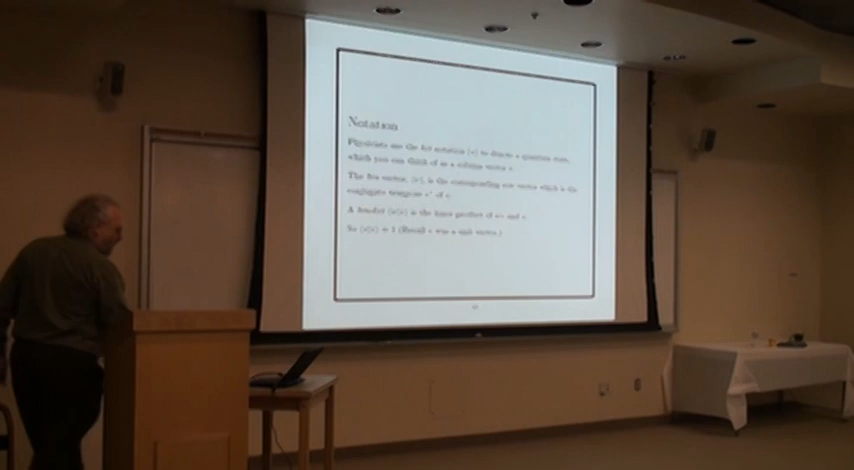 Notation
Physicists use the ket notation |v⟩ to denote a quantum state,
which you can think of as a column vector v.
The bra vector, ⟨v|, is the corresponding row vector which is the
conjugate transpose v* of v.
A braket ⟨w|v⟩ is the inner product of w and v.
So ⟨v|v⟩ = 1 (Recall v was a unit vector.)